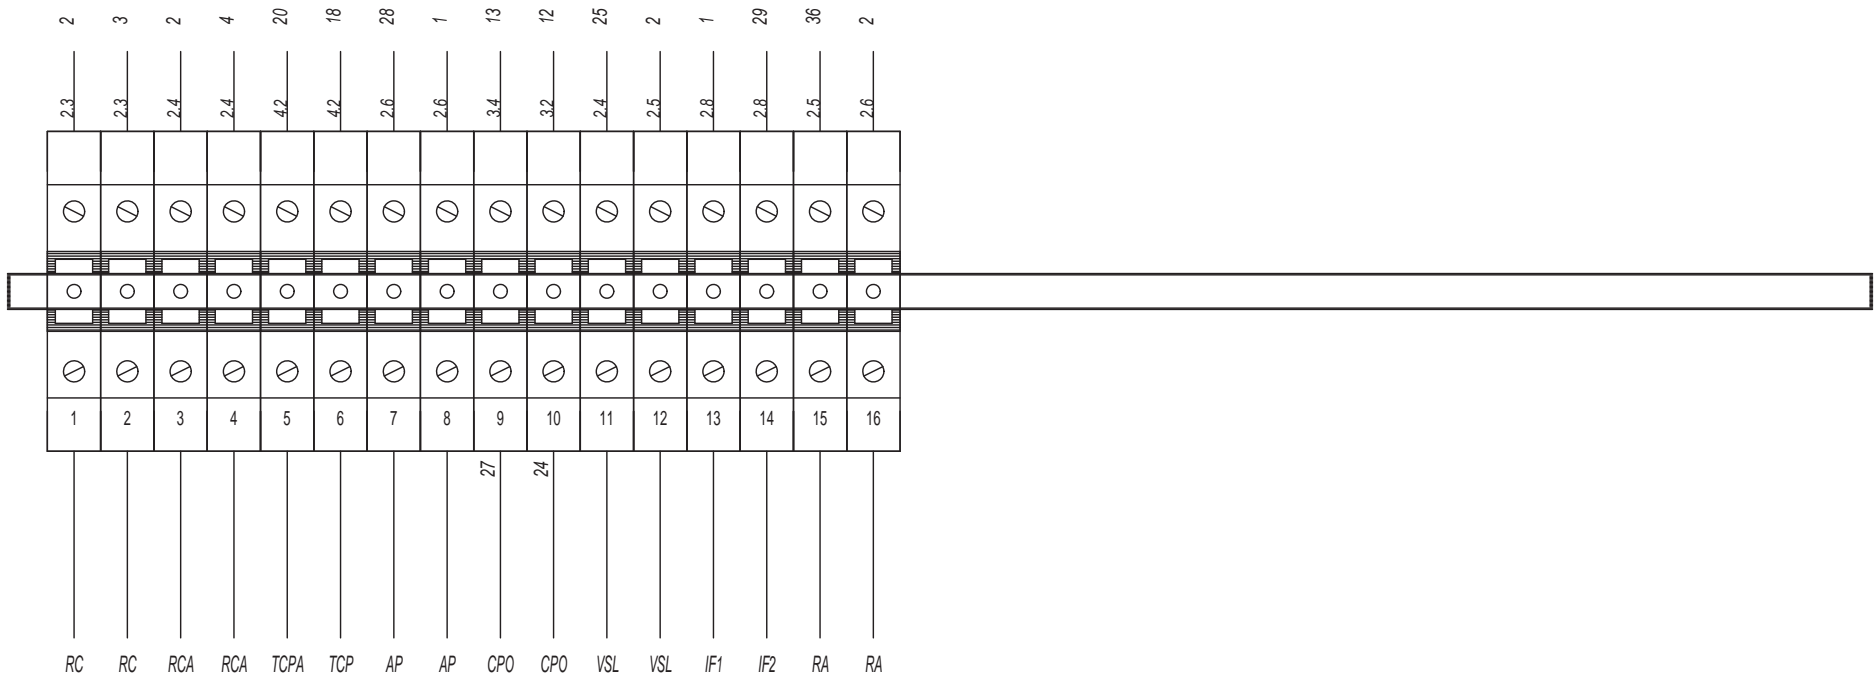 2 3 2 4 20 18 28 1 13 12 25 2 1 29 36 2
2.3 2.3 2.4 2.4 4.2 4.2 2.6 2.6 3.4 3.2 2.4 2.5 2.8 2.8 2.5 2.6
1 2 3 4 5 6 7 8 9 10 11 12 13 14 15 16
27 24
RC RC RCA RCA TCPA TCP AP AP CPO CPO VSL VSL IF1 IF2 RA RA